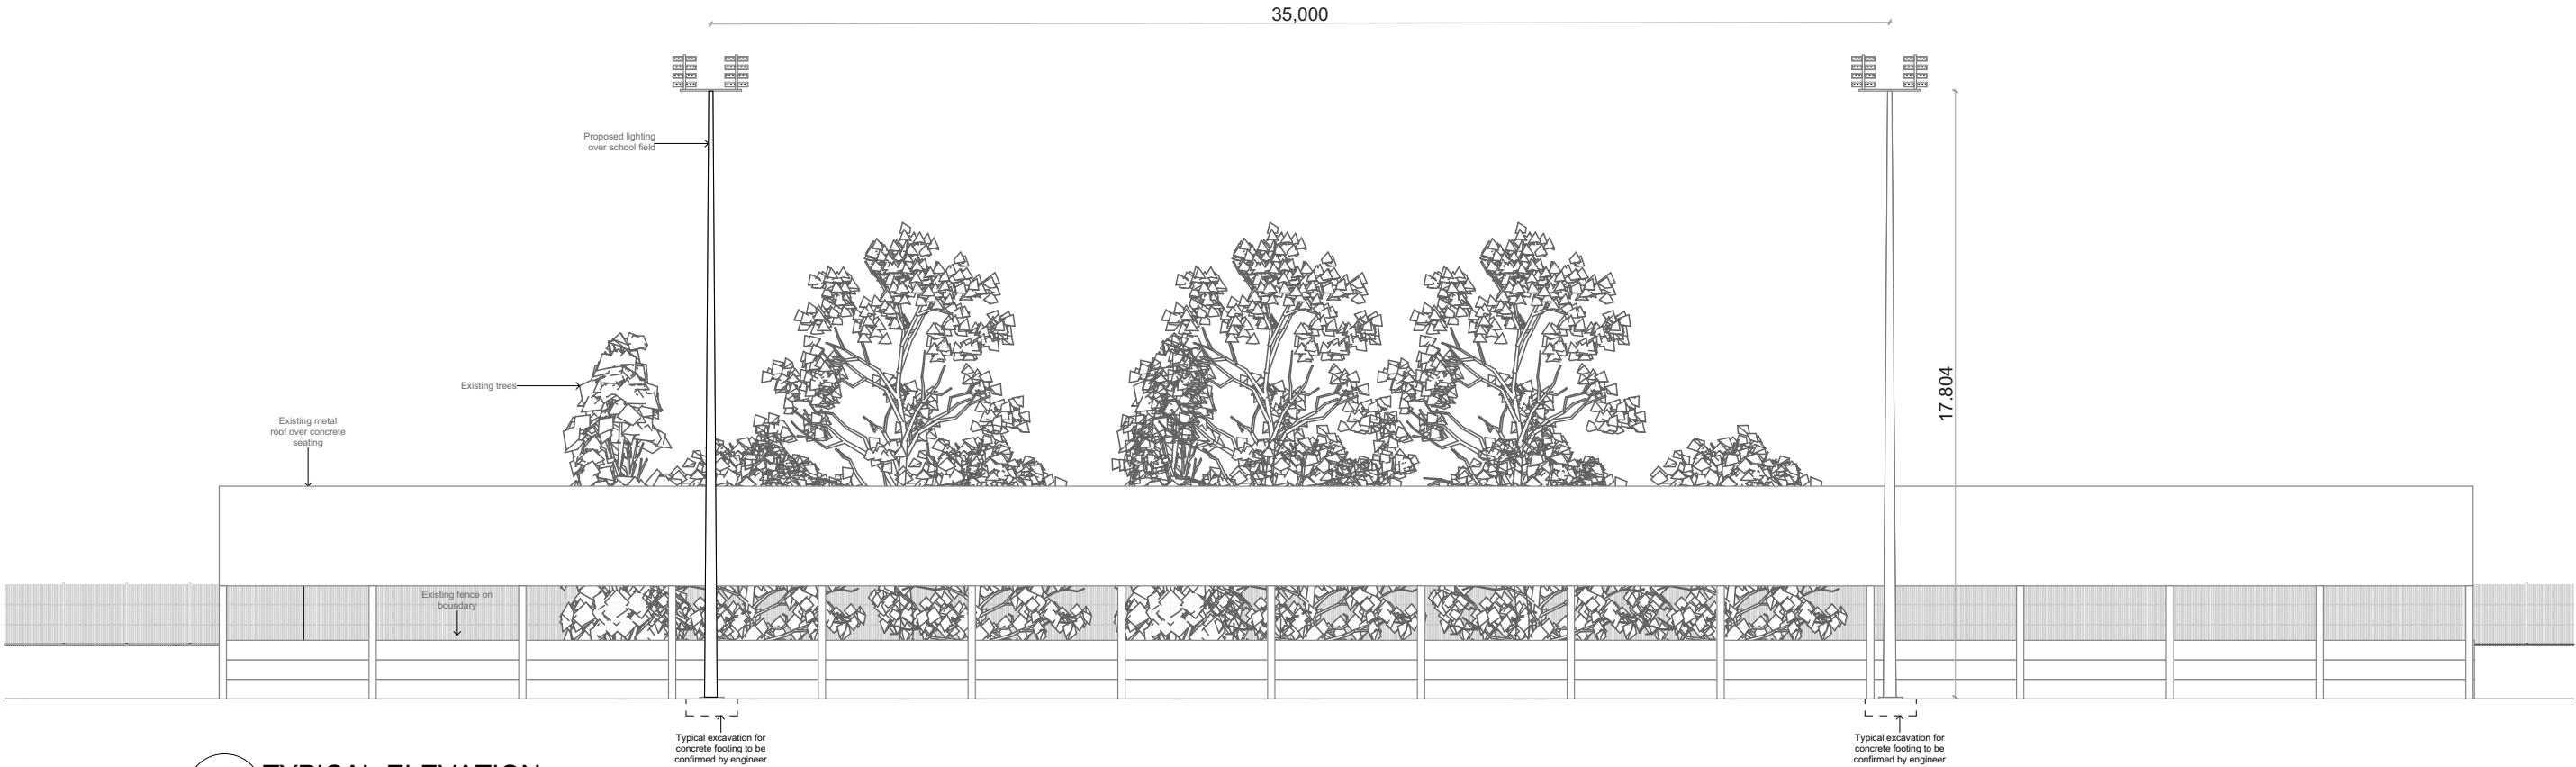 35,000
Proposed lighting
over school field
Existing trees
17.804
Existing metal
roof over concrete
seating
Existing fence on
boundary
Typical excavation for
concrete footing to be
confirmed by engineer
Typical excavation for
concrete footing to be
confirmed by engineer
TYPICAL ELEVATION